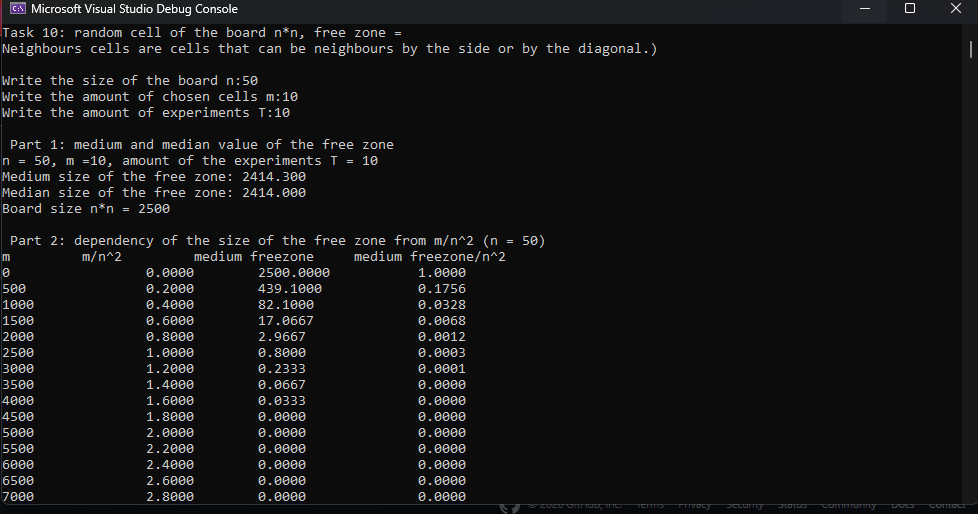 Microsoft Visual Studio Debug Console
Task 10: random cell of the board n*n, free zone =
Neighbours cells are cells that can be neighbours by the side or by the diagonal.)
Write the size of the board n:50
Write the amount of chosen cells m:10
Write the amount of experiments T:10
Part 1: medium and median value of the free zone
n = 50, m =10, amount of the experiments T = 10
Medium size of the free zone: 2414.300
Median size of the free zone: 2414.000
Board size n*n = 2500
Part 2: dependency of the size of the free zone from m/n^2 (n = 50)
m m/n^2 medium freezone medium freezone/n^2
0 0.0000 2500.0000 1.0000
500 0.2000 439.1000 0.1756
1000 0.4000 82.1000 0.0328
1500 0.6000 17.0667 0.0068
2000 0.8000 2.9667 0.0012
2500 1.0000 0.8000 0.0003
3000 1.2000 0.2333 0.0001
3500 1.4000 0.0667 0.0000
4000 1.6000 0.0333 0.0000
4500 1.8000 0.0000 0.0000
5000 2.0000 0.0000 0.0000
5500 2.2000 0.0000 0.0000
6000 2.4000 0.0000 0.0000
6500 2.6000 0.0000 0.0000
7000 2.8000 0.0000 0.0000